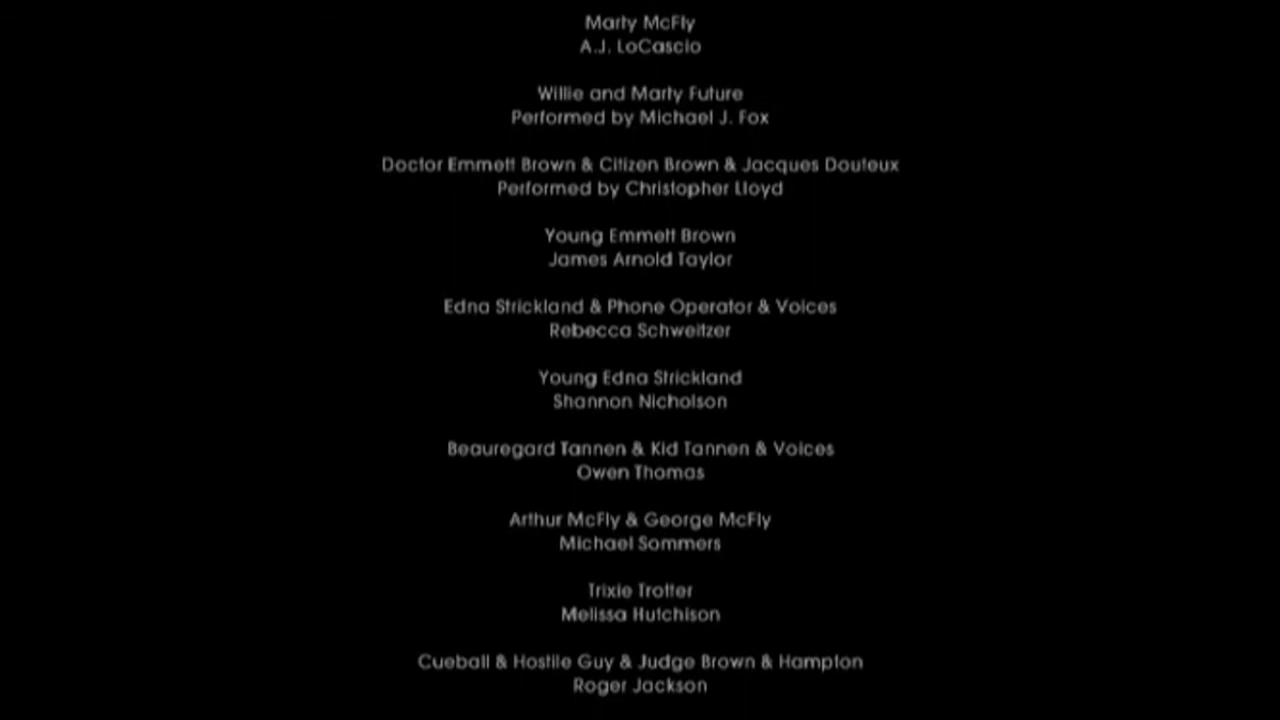 Marty McFly
A.J. LoCascio
Willie and Marty Future
Performed by Michael J. Fox
Doctor Emmett Brown & Citizen Brown & Jacques Douteux
Performed by Christopher Lloyd
Young Emmett Brown
James Arnold Taylor
Edna Strickland & Phone Operator & Voices
Rebecca Schweitzer
Young Edna Strickland
Shannon Nicholson
Beauregard Tannen & Kid Tannen & Voices
Owen Thomas
Arthur McFly & George McFly
Michael Sommers
Trixie Trotter
Melissa Hutchison
Cueball & Hostile Guy & Judge Brown & Hampton
Roger Jackson